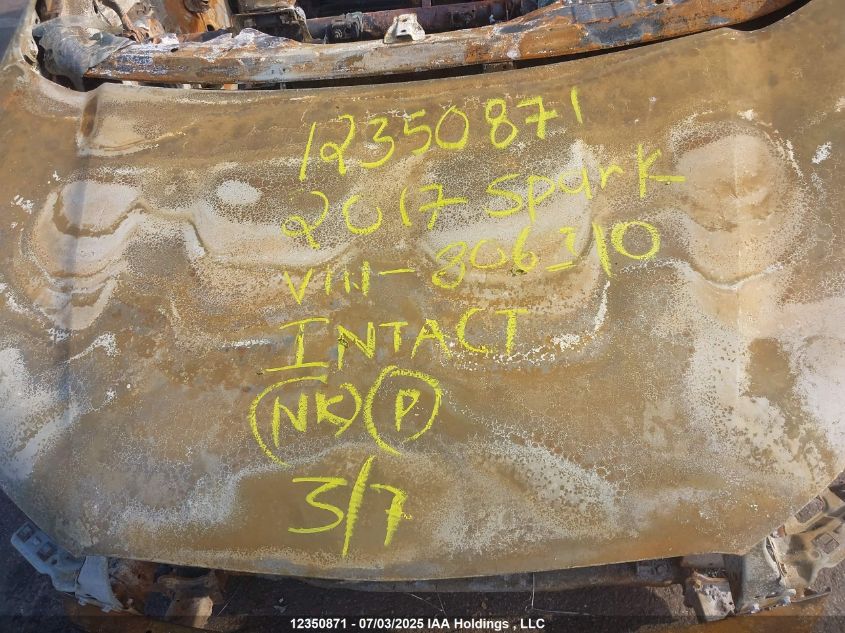 12350871
2017 Spark
VIN-806310
INTACT
NK P
3/7
12350871 - 07/03/2025 IAA Holdings , LLC